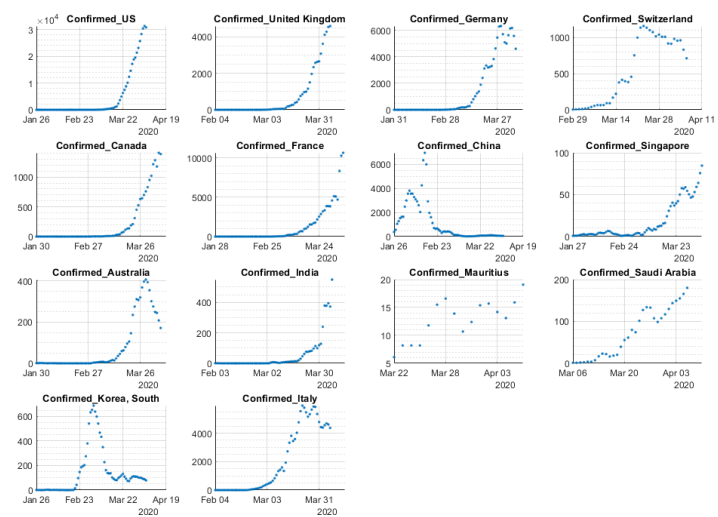 Confirmed_US
×10⁴
3
2
1
0
Jan 26 Feb 23 Mar 22 Apr 19
2020
Confirmed_United Kingdom
4000
2000
0
Feb 04 Mar 03 Mar 31
2020
Confirmed_Germany
6000
4000
2000
0
Jan 31 Feb 28 Mar 27
2020
Confirmed_Switzerland
1000
500
0
Feb 29 Mar 14 Mar 28 Apr 11
2020
Confirmed_Canada
1000
500
0
Jan 30 Feb 27 Mar 26
2020
Confirmed_France
10000
5000
0
Jan 28 Feb 25 Mar 24
2020
Confirmed_China
6000
4000
2000
0
Jan 26 Feb 23 Mar 22 Apr 19
2020
Confirmed_Singapore
100
50
0
Jan 27 Feb 24 Mar 23
2020
Confirmed_Australia
400
200
0
Jan 30 Feb 27 Mar 26
2020
Confirmed_India
400
200
0
Feb 03 Mar 02 Mar 30
2020
Confirmed_Mauritius
20
15
10
5
Mar 22 Mar 28 Apr 03
2020
Confirmed_Saudi Arabia
200
100
0
Mar 06 Mar 20 Apr 03
2020
Confirmed_Korea, South
600
400
200
0
Jan 26 Feb 23 Mar 22 Apr 19
2020
Confirmed_Italy
4000
2000
0
Feb 04 Mar 03 Mar 31
2020